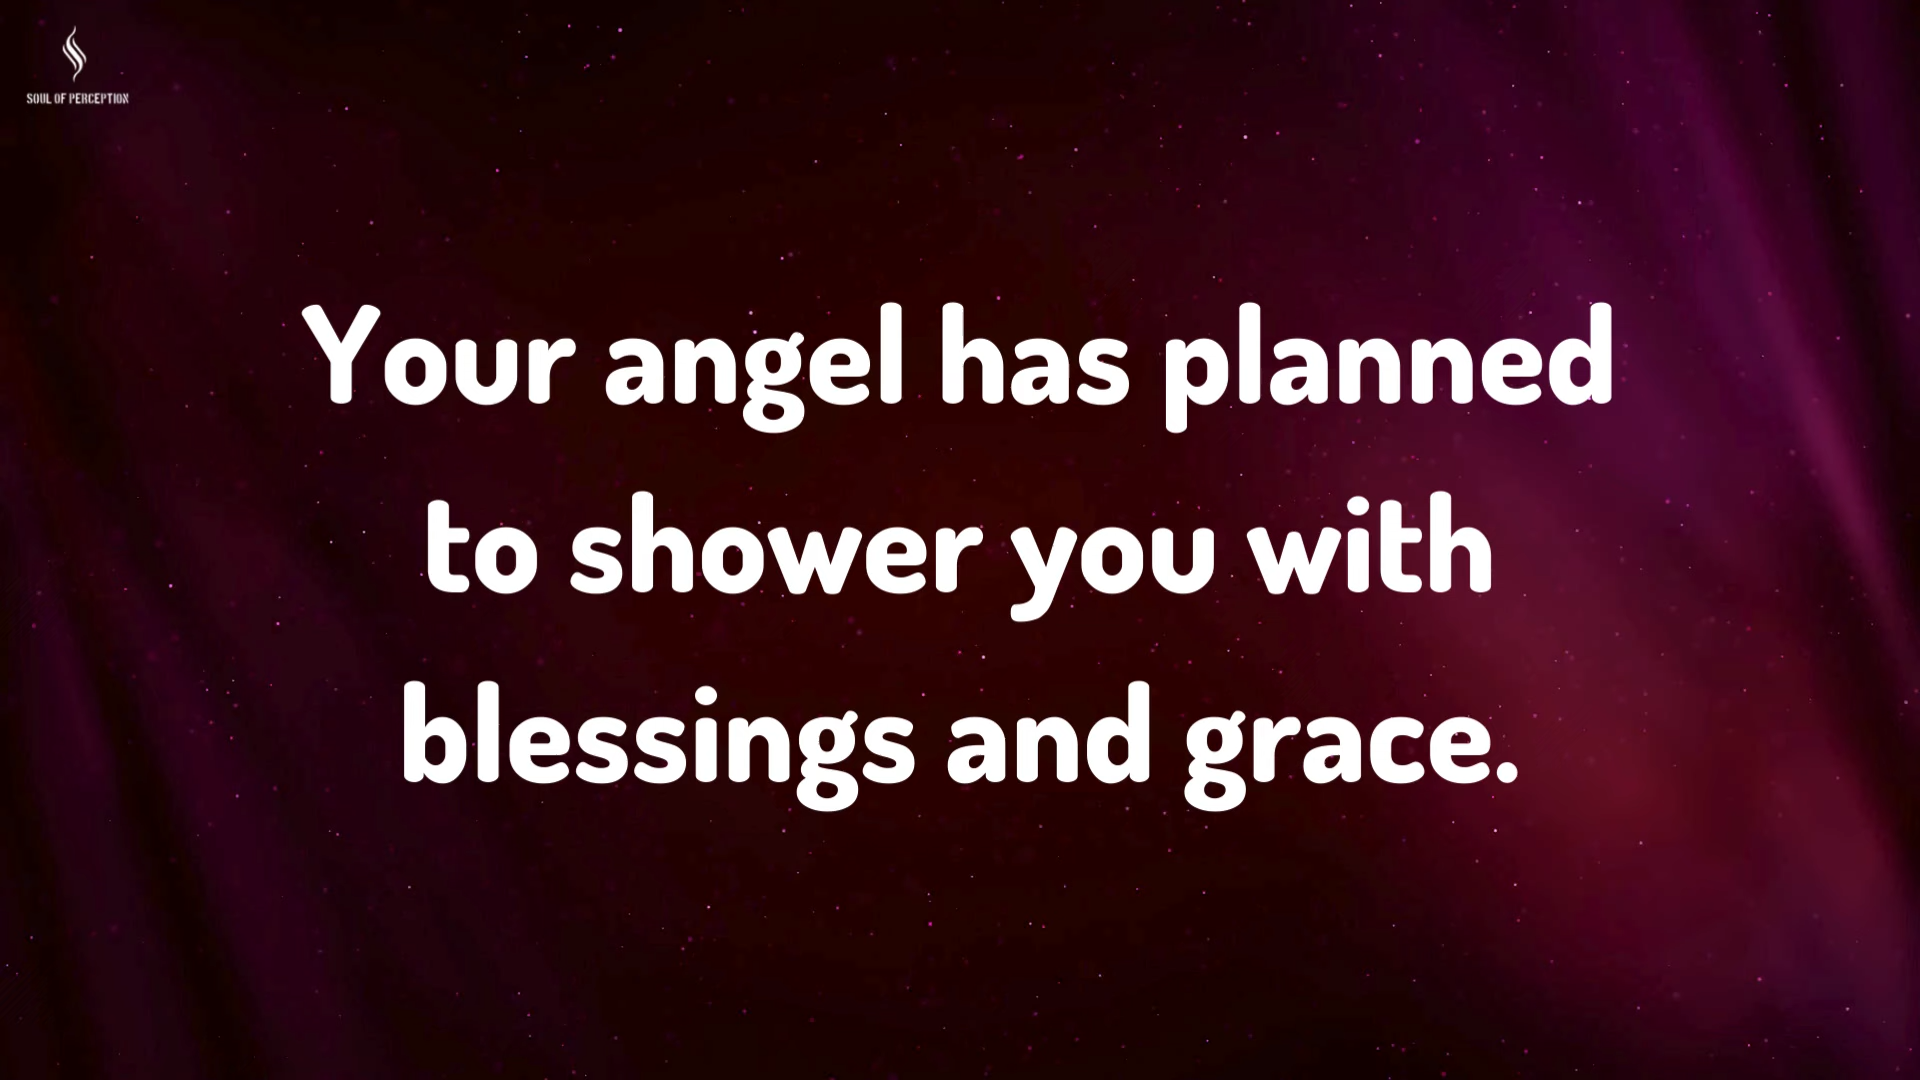 SOUL OF PERCEPTION
Your angel has planned
to shower you with
blessings and grace.